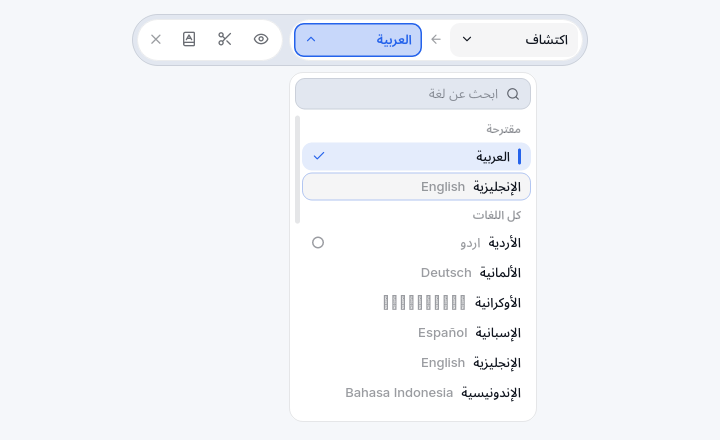 اكتشاف ← العربية
ابحث عن لغة
مقترحة
العربية
الإنجليزية English
كل اللغات
الأردية اردو
الألمانية Deutsch
الأوكرانية
الإسبانية Español
الإنجليزية English
الإندونيسية Bahasa Indonesia